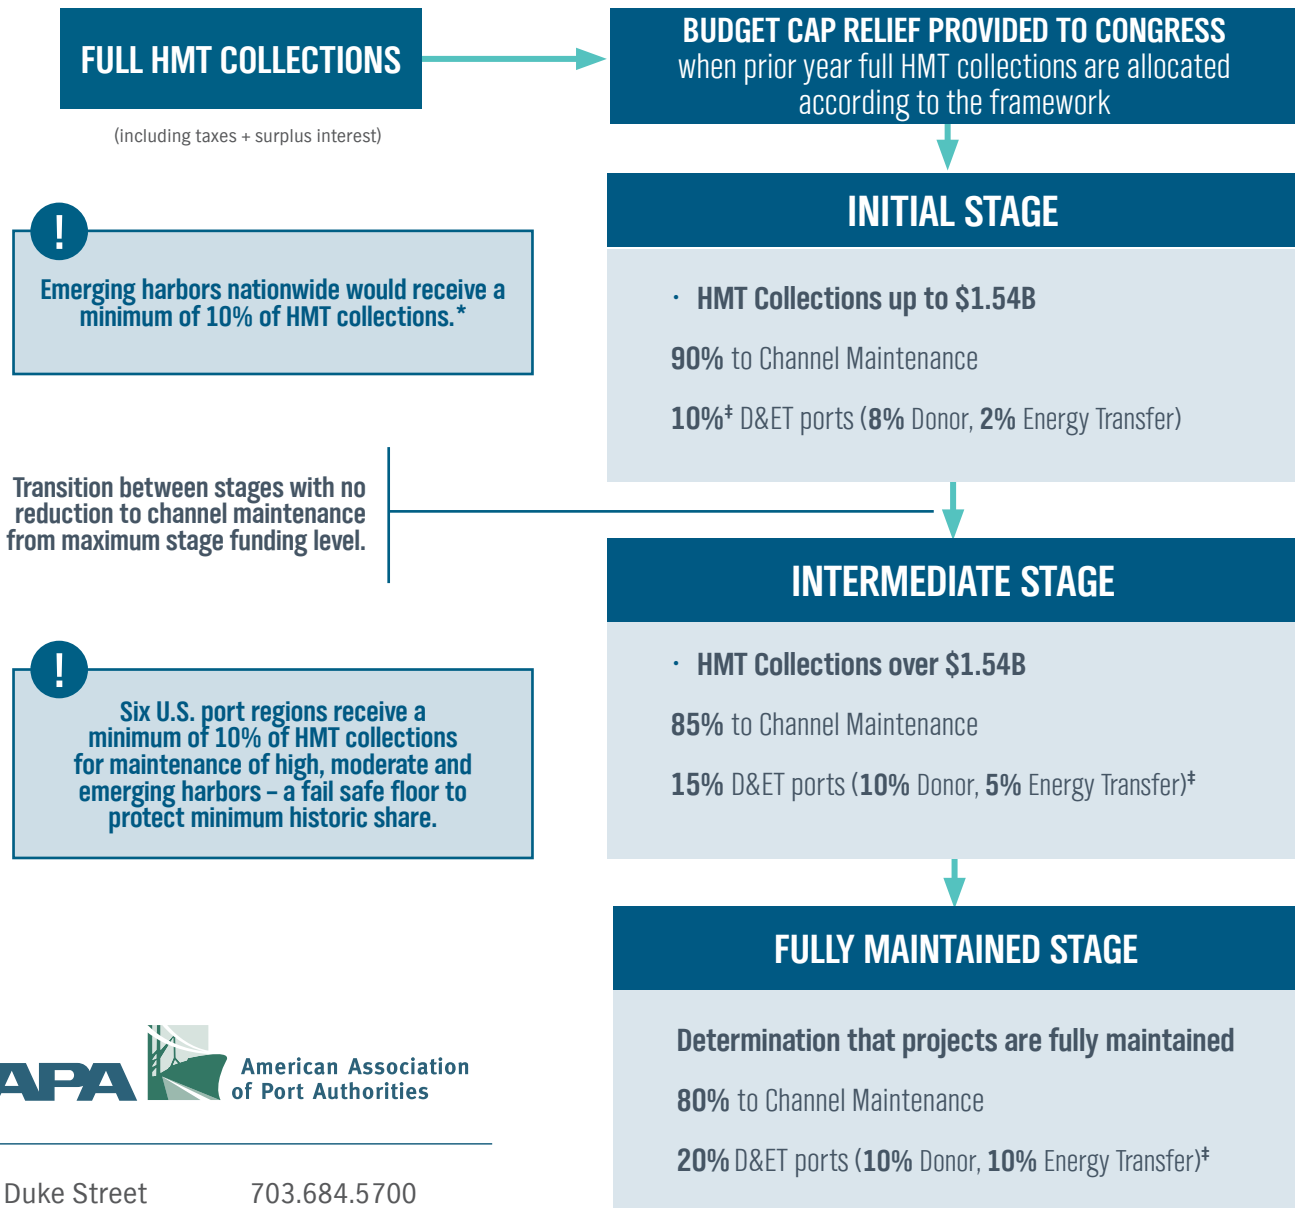 FULL HMT COLLECTIONS
(including taxes + surplus interest)
BUDGET CAP RELIEF PROVIDED TO CONGRESS
when prior year full HMT collections are allocated
according to the framework
INITIAL STAGE
· HMT Collections up to $1.54B
90% to Channel Maintenance
10%‡ D&ET ports (8% Donor, 2% Energy Transfer)
!
Emerging harbors nationwide would receive a
minimum of 10% of HMT collections.*
Transition between stages with no
reduction to channel maintenance
from maximum stage funding level.
INTERMEDIATE STAGE
· HMT Collections over $1.54B
85% to Channel Maintenance
15% D&ET ports (10% Donor, 5% Energy Transfer)‡
!
Six U.S. port regions receive a
minimum of 10% of HMT collections
for maintenance of high, moderate and
emerging harbors – a fail safe floor to
protect minimum historic share.
FULLY MAINTAINED STAGE
Determination that projects are fully maintained
80% to Channel Maintenance
20% D&ET ports (10% Donor, 10% Energy Transfer)‡
APA
American Association
of Port Authorities
Duke Street
703.684.5700